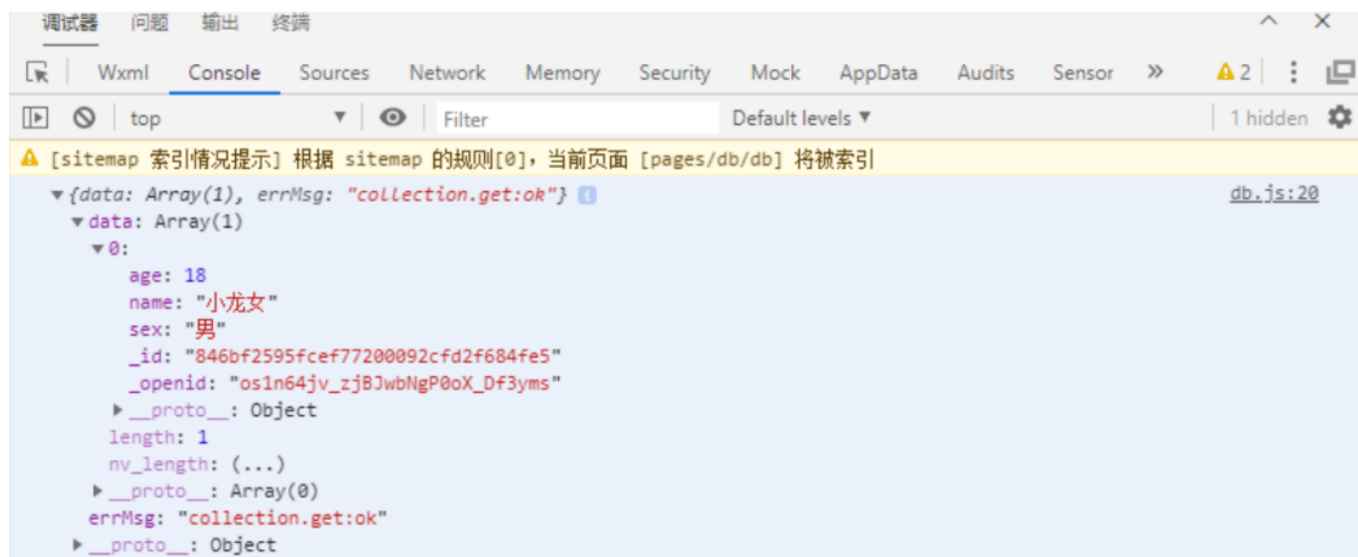 调试器 问题 输出 终端
Wxml Console Sources Network Memory Security Mock AppData Audits Sensor » 2
top Filter Default levels ▼ 1 hidden
[sitemap 索引情况提示] 根据 sitemap 的规则[0]，当前页面 [pages/db/db] 将被索引
▼{data: Array(1), errMsg: "collection.get:ok"} db.js:20
▼data: Array(1)
▼0:
age: 18
name: "小龙女"
sex: "男"
_id: "846bf2595fcef77200092cfd2f684fe5"
_openid: "os1n64jv_zjBJwbNgP0oX_Df3yms"
▶__proto__: Object
length: 1
nv_length: (...)
▶__proto__: Array(0)
errMsg: "collection.get:ok"
▶__proto__: Object